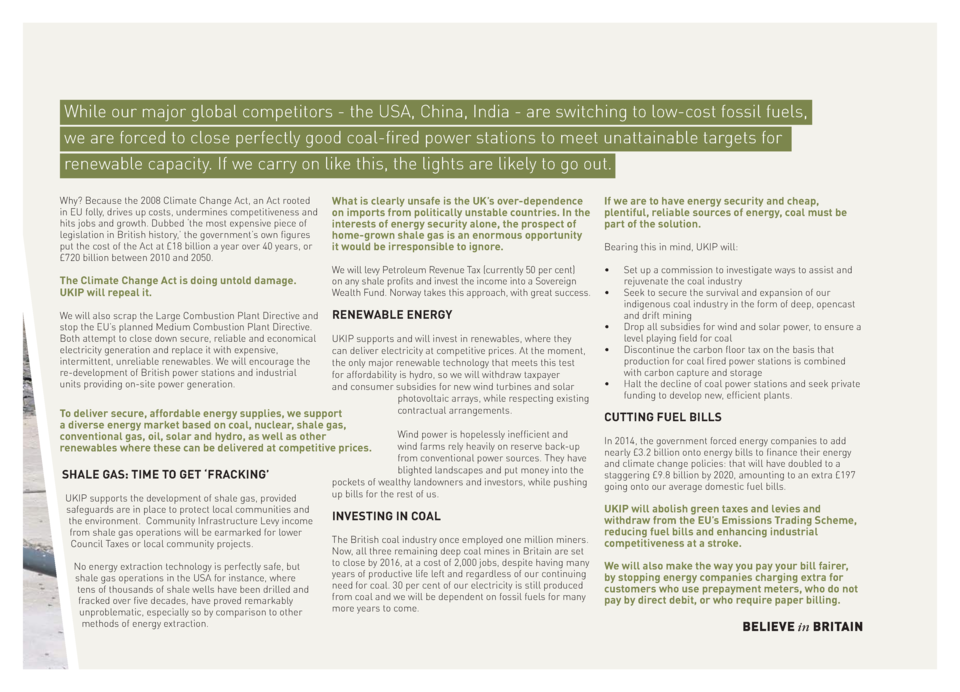 While our major global competitors - the USA, China, India - are switching to low-cost fossil fuels,
we are forced to close perfectly good coal-fired power stations to meet unattainable targets for
renewable capacity. If we carry on like this, the lights are likely to go out.
Why? Because the 2008 Climate Change Act, an Act rooted
in EU folly, drives up costs, undermines competitiveness and
hits jobs and growth. Dubbed 'the most expensive piece of
legislation in British history,' the government's own figures
put the cost of the Act at £18 billion a year over 40 years, or
£720 billion between 2010 and 2050.
The Climate Change Act is doing untold damage.
UKIP will repeal it.
We will also scrap the Large Combustion Plant Directive and
stop the EU's planned Medium Combustion Plant Directive.
Both attempt to close down secure, reliable and economical
electricity generation and replace it with expensive,
intermittent, unreliable renewables. We will encourage the
re-development of British power stations and industrial
units providing on-site power generation.
To deliver secure, affordable energy supplies, we support
a diverse energy market based on coal, nuclear, shale gas,
conventional gas, oil, solar and hydro, as well as other
renewables where these can be delivered at competitive prices.
SHALE GAS: TIME TO GET 'FRACKING'
UKIP supports the development of shale gas, provided
safeguards are in place to protect local communities and
the environment. Community Infrastructure Levy income
from shale gas operations will be earmarked for lower
Council Taxes or local community projects.
No energy extraction technology is perfectly safe, but
shale gas operations in the USA for instance, where
tens of thousands of shale wells have been drilled and
fracked over five decades, have proved remarkably
unproblematic, especially so by comparison to other
methods of energy extraction.
What is clearly unsafe is the UK's over-dependence
on imports from politically unstable countries. In the
interests of energy security alone, the prospect of
home-grown shale gas is an enormous opportunity
it would be irresponsible to ignore.
We will levy Petroleum Revenue Tax (currently 50 per cent)
on any shale profits and invest the income into a Sovereign
Wealth Fund. Norway takes this approach, with great success.
RENEWABLE ENERGY
UKIP supports and will invest in renewables, where they
can deliver electricity at competitive prices. At the moment,
the only major renewable technology that meets this test
for affordability is hydro, so we will withdraw taxpayer
and consumer subsidies for new wind turbines and solar
photovoltaic arrays, while respecting existing
contractual arrangements.
Wind power is hopelessly inefficient and
wind farms rely heavily on reserve back-up
from conventional power sources. They have
blighted landscapes and put money into the
pockets of wealthy landowners and investors, while pushing
up bills for the rest of us.
INVESTING IN COAL
The British coal industry once employed one million miners.
Now, all three remaining deep coal mines in Britain are set
to close by 2016, at a cost of 2,000 jobs, despite having many
years of productive life left and regardless of our continuing
need for coal. 30 per cent of our electricity is still produced
from coal and we will be dependent on fossil fuels for many
more years to come.
If we are to have energy security and cheap,
plentiful, reliable sources of energy, coal must be
part of the solution.
Bearing this in mind, UKIP will:
• Set up a commission to investigate ways to assist and
rejuvenate the coal industry
• Seek to secure the survival and expansion of our
indigenous coal industry in the form of deep, opencast
and drift mining
• Drop all subsidies for wind and solar power, to ensure a
level playing field for coal
• Discontinue the carbon floor tax on the basis that
production for coal fired power stations is combined
with carbon capture and storage
• Halt the decline of coal power stations and seek private
funding to develop new, efficient plants.
CUTTING FUEL BILLS
In 2014, the government forced energy companies to add
nearly £3.2 billion onto energy bills to finance their energy
and climate change policies: that will have doubled to a
staggering £9.8 billion by 2020, amounting to an extra £197
going onto our average domestic fuel bills.
UKIP will abolish green taxes and levies and
withdraw from the EU's Emissions Trading Scheme,
reducing fuel bills and enhancing industrial
competitiveness at a stroke.
We will also make the way you pay your bill fairer,
by stopping energy companies charging extra for
customers who use prepayment meters, who do not
pay by direct debit, or who require paper billing.
BELIEVE in BRITAIN